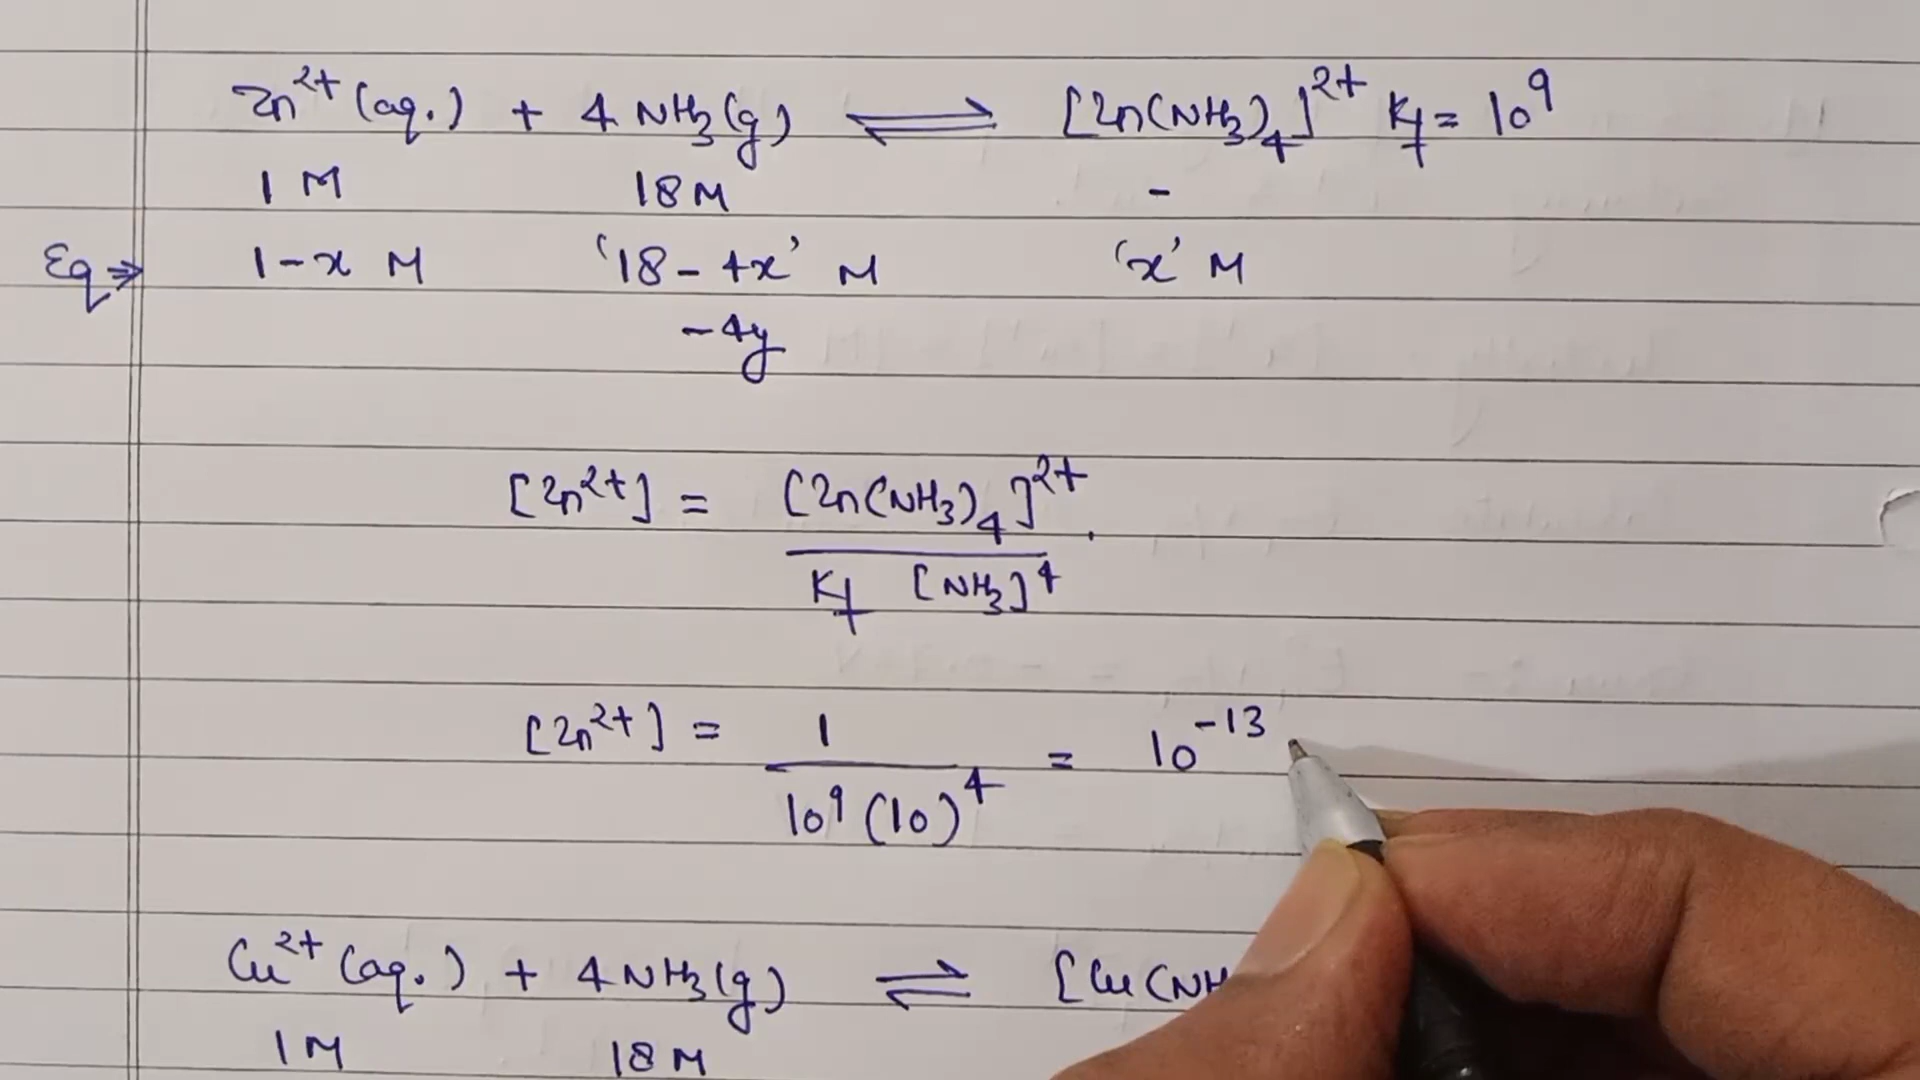 Zn²⁺ (aq.) + 4 NH₃(g) ⇌ [Zn(NH₃)₄]²⁺ Kf = 10⁹
1 M 18 M -
Eq ⇒ 1-x M '18-4x' M 'x' M
-4y
[Zn²⁺] = [Zn(NH₃)₄]²⁺.
Kf [NH₃]⁴
[Zn²⁺] = 1 = 10⁻¹³
10⁹ (10)⁴
Cu²⁺ (aq.) + 4 NH₃(g) ⇌ [Cu(NH
1 M 18 M